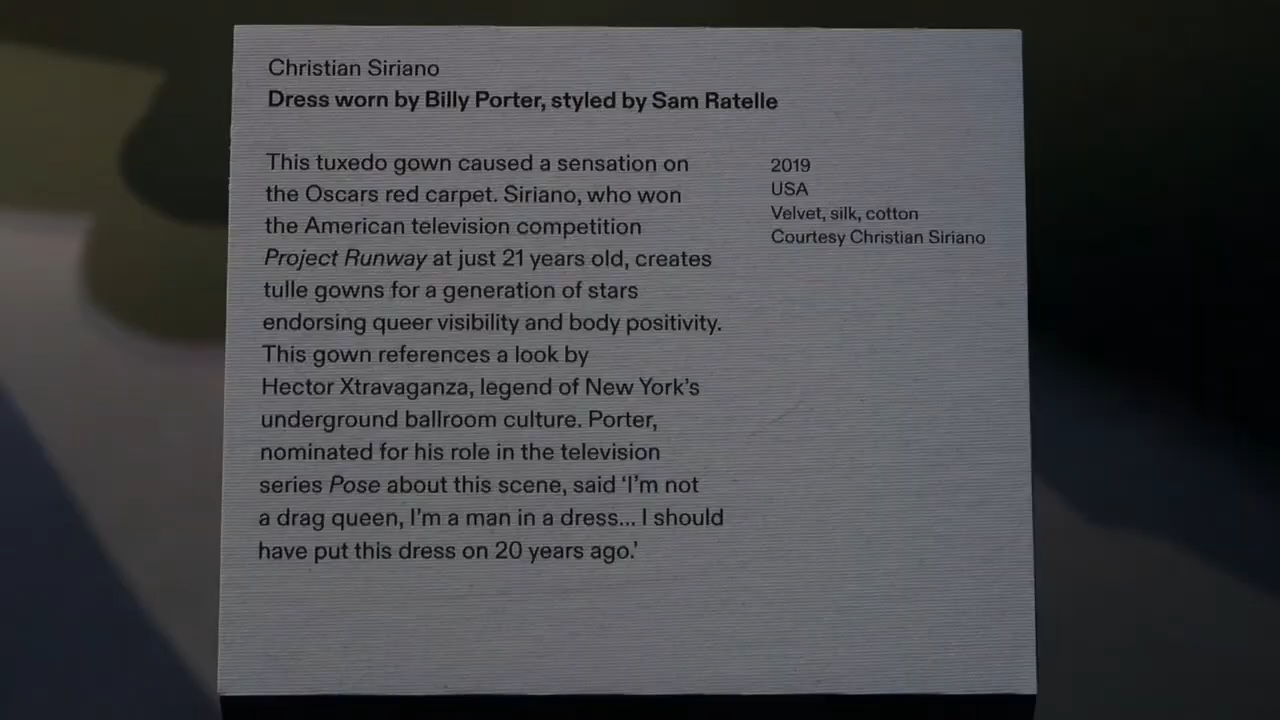 Christian Siriano
Dress worn by Billy Porter, styled by Sam Ratelle
This tuxedo gown caused a sensation on
the Oscars red carpet. Siriano, who won
the American television competition
Project Runway at just 21 years old, creates
tulle gowns for a generation of stars
endorsing queer visibility and body positivity.
This gown references a look by
Hector Xtravaganza, legend of New York's
underground ballroom culture. Porter,
nominated for his role in the television
series Pose about this scene, said ‘I’m not
a drag queen, I’m a man in a dress... I should
have put this dress on 20 years ago.’
2019
USA
Velvet, silk, cotton
Courtesy Christian Siriano